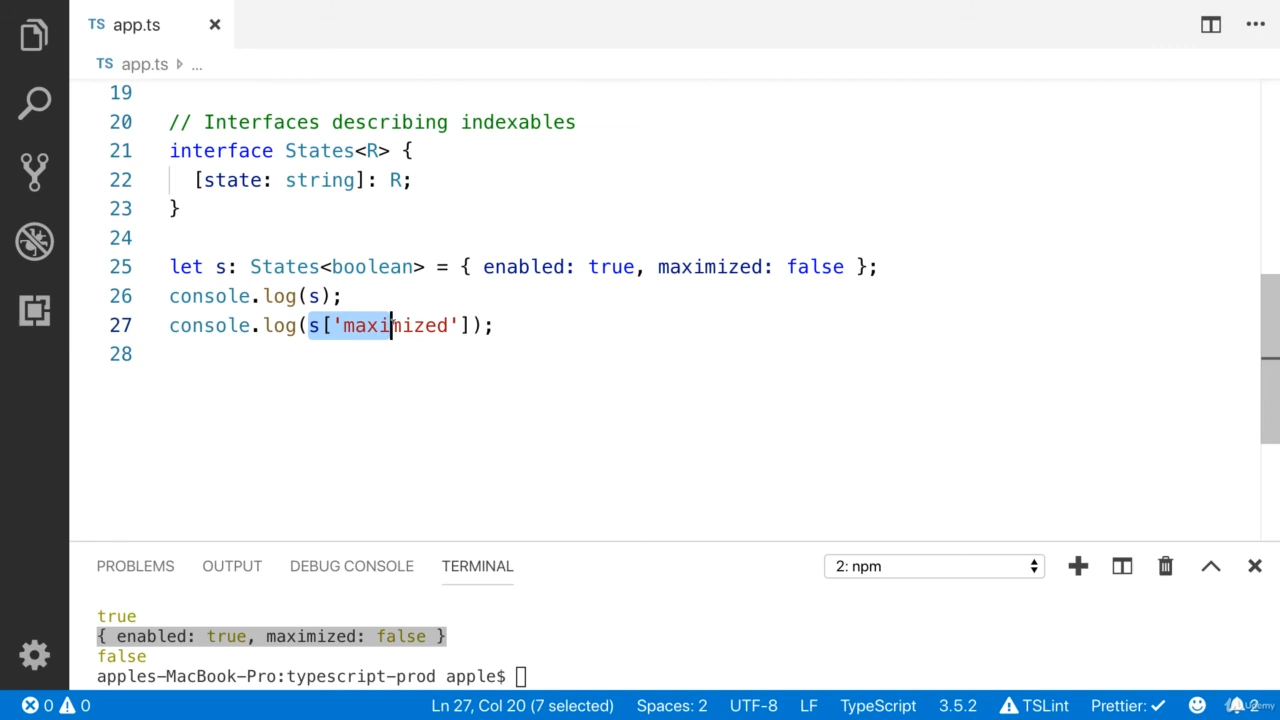 TS app.ts
TS app.ts ...
19
20 // Interfaces describing indexables
21 interface States<R> {
22 [state: string]: R;
23 }
24
25 let s: States<boolean> = { enabled: true, maximized: false };
26 console.log(s);
27 console.log(s['maximized']);
28
PROBLEMS OUTPUT DEBUG CONSOLE TERMINAL 2: npm
true
{ enabled: true, maximized: false }
false
apples-MacBook-Pro:typescript-prod apple$
0 0 Ln 27, Col 20 (7 selected) Spaces: 2 UTF-8 LF TypeScript 3.5.2 TSLint Prettier: ✓ 2